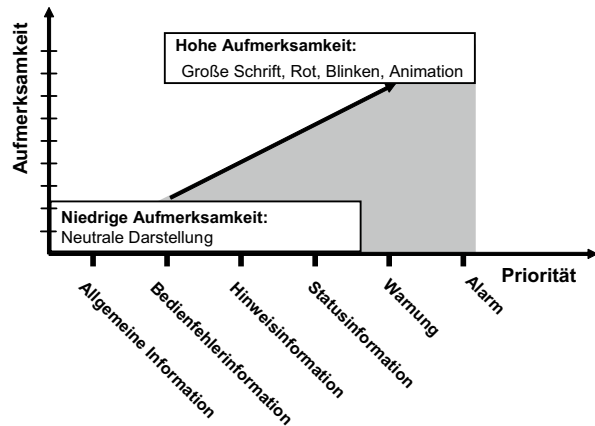 Aufmerksamkeit
Hohe Aufmerksamkeit:
Große Schrift, Rot, Blinken, Animation
Niedrige Aufmerksamkeit:
Neutrale Darstellung
Priorität
Allgemeine Information
Bedienfehlerinformation
Hinweisinformation
Statusinformation
Warnung
Alarm